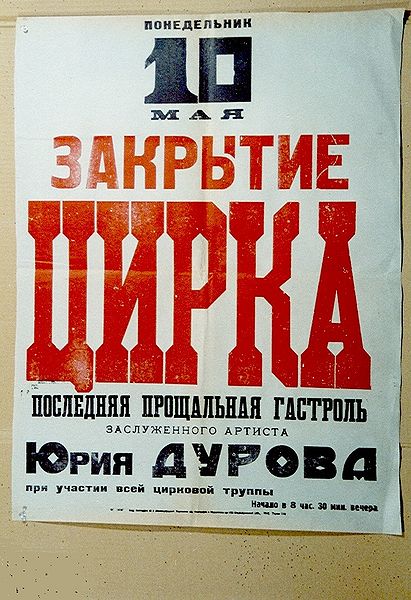 ПОНЕДЕЛЬНИК
10
МАЯ
ЗАКРЫТИЕ
ЦИРКА
ПОСЛЕДНЯЯ ПРОЩАЛЬНАЯ ГАСТРОЛЬ
ЗАСЛУЖЕННОГО АРТИСТА
ЮРИЯ ДУРОВА
при участии всей цирковой труппы
Начало в 8 час. 30 мин. вечера